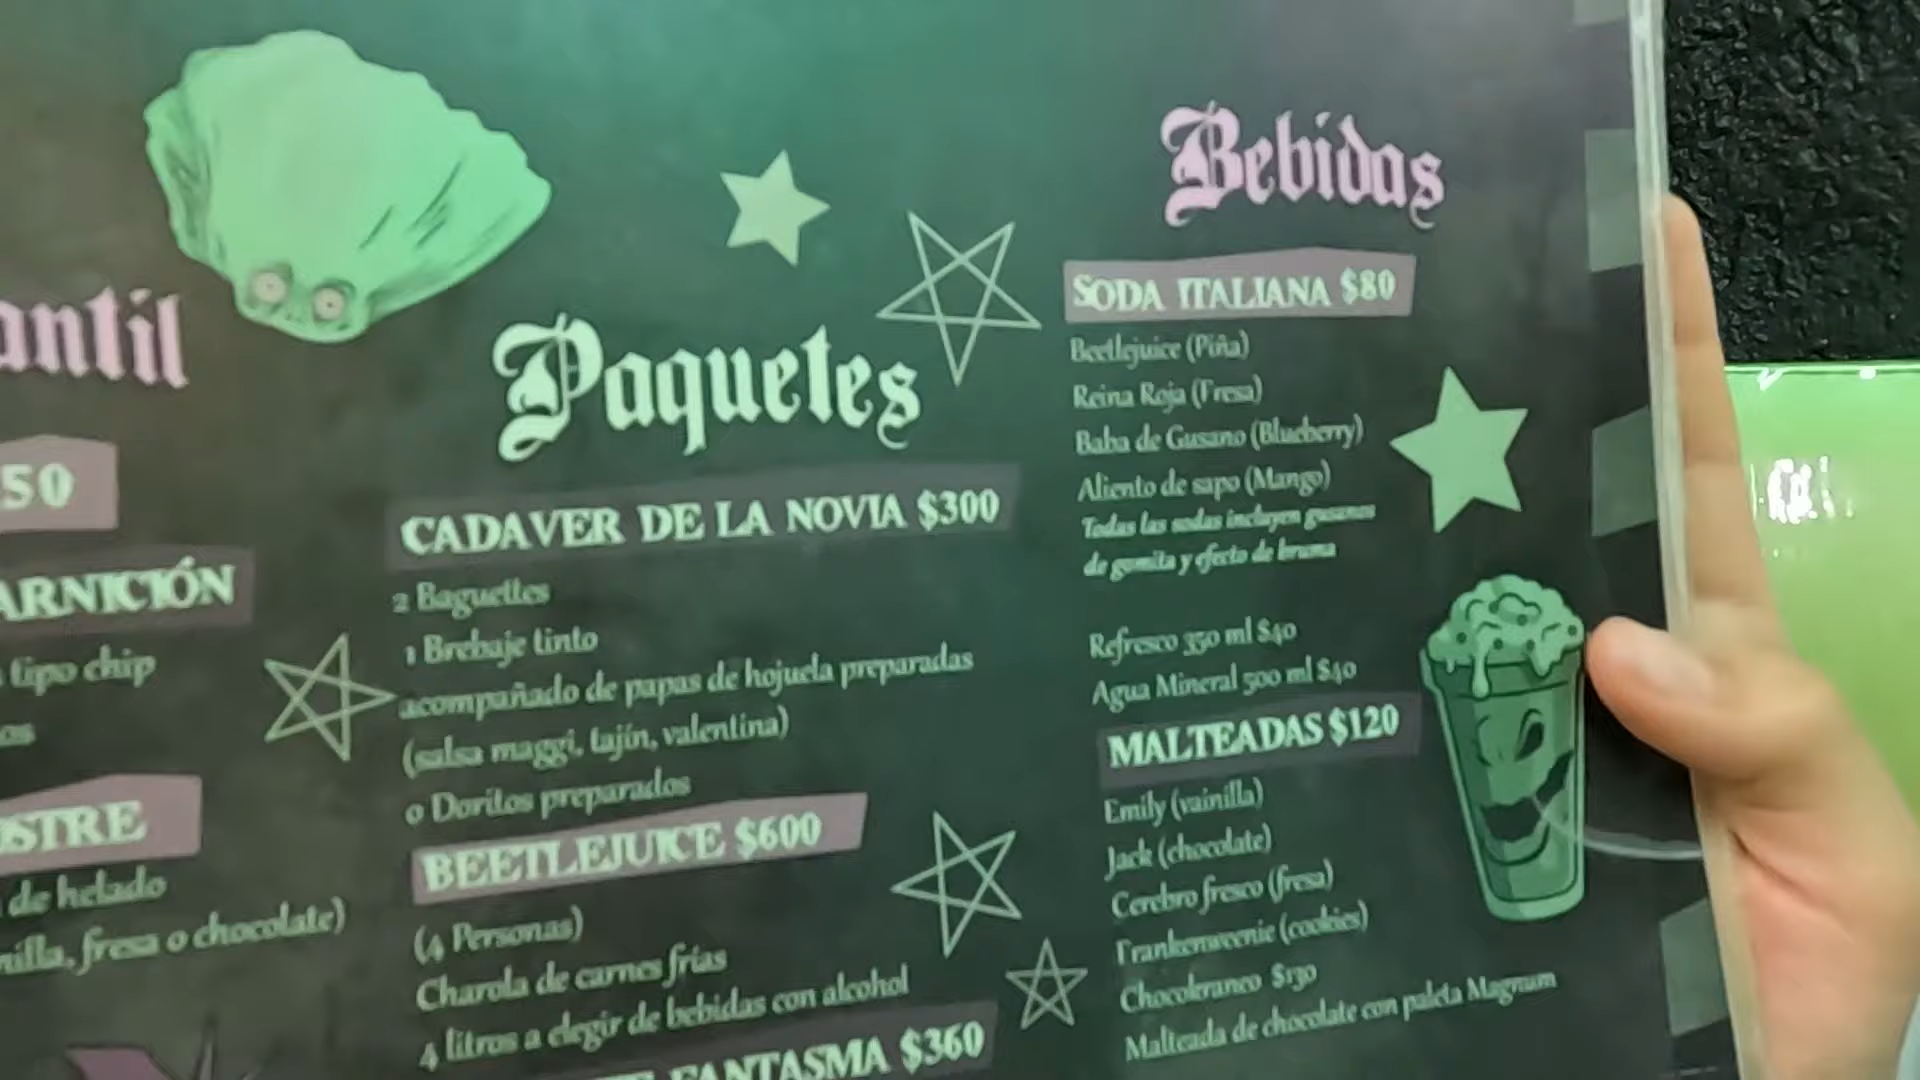 antil
50
ARNICIÓN
tipo chip
os
OSTRE
de helado
nilla, fresa o chocolate)
Paquetes
CADAVER DE LA NOVIA $300
2 Baguettes
1 Brebaje tinto
acompañado de papas de hojuela preparadas
(salsa maggi, tajín, valentina)
o Doritos preparados
BEETLEJUICE $600
(4 Personas)
Charola de carnes frías
4 litros a elegir de bebidas con alcohol
FANTASMA $360
Bebidas
SODA ITALIANA $80
Beetlejuice (Piña)
Reina Roja (Fresa)
Baba de Gusano (Blueberry)
Aliento de sapo (Mango)
Todas las sodas incluyen gusanos
de gomita y efecto de bruma
Refresco 350 ml $40
Agua Mineral 500 ml $40
MALTEADAS $120
Emily (vainilla)
Jack (chocolate)
Cerebro fresco (fresa)
Frankenweenie (cookies)
Chocokraneo $130
Malteada de chocolate con paleta Magnum